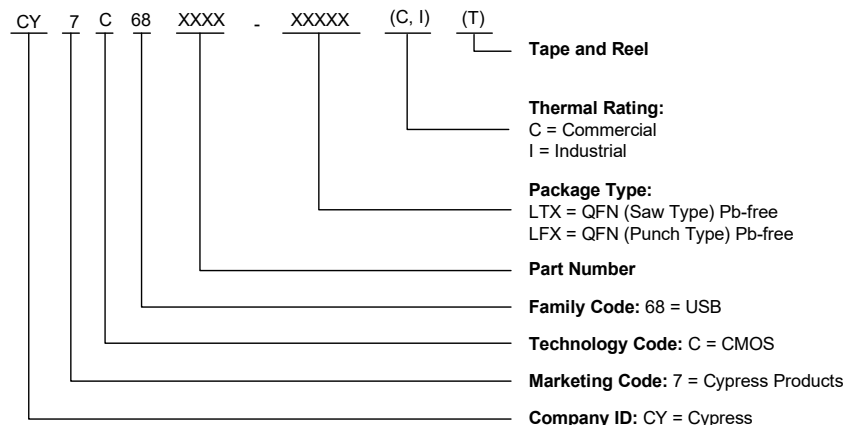 CY 7 C 68 XXXX - XXXXX (C, I) (T)
Tape and Reel
Thermal Rating:
C = Commercial
I = Industrial
Package Type:
LTX = QFN (Saw Type) Pb-free
LFX = QFN (Punch Type) Pb-free
Part Number
Family Code: 68 = USB
Technology Code: C = CMOS
Marketing Code: 7 = Cypress Products
Company ID: CY = Cypress